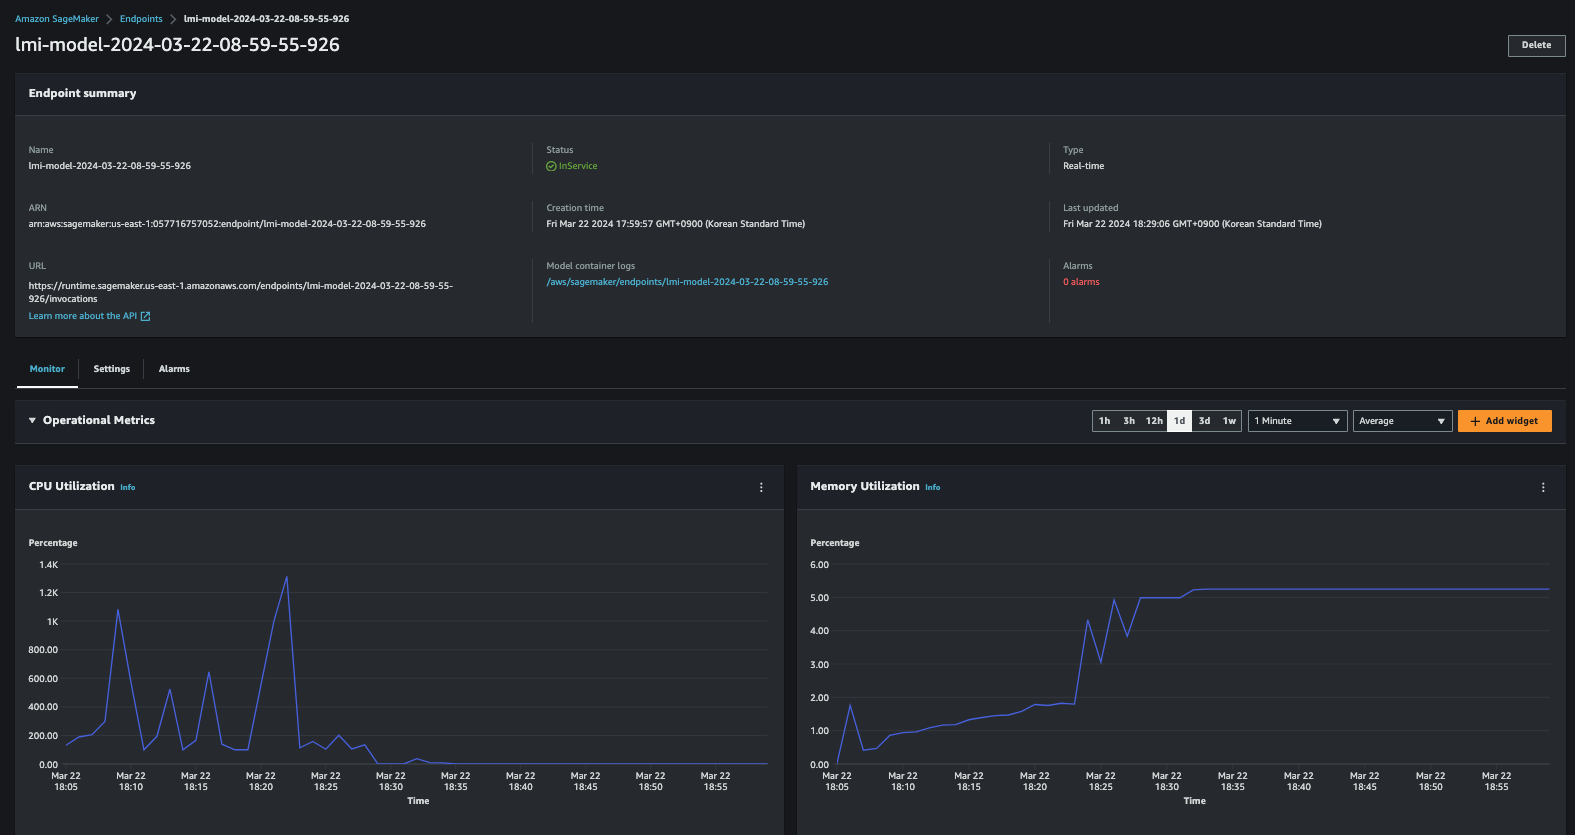 Amazon SageMaker > Endpoints > lmi-model-2024-03-22-08-59-55-926
lmi-model-2024-03-22-08-59-55-926
Delete
Endpoint summary
Name
lmi-model-2024-03-22-08-59-55-926
Status
InService
Type
Real-time
ARN
arn:aws:sagemaker:us-east-1:057716757052:endpoint/lmi-model-2024-03-22-08-59-55-926
Creation time
Fri Mar 22 2024 17:59:57 GMT+0900 (Korean Standard Time)
Last updated
Fri Mar 22 2024 18:29:06 GMT+0900 (Korean Standard Time)
URL
https://runtime.sagemaker.us-east-1.amazonaws.com/endpoints/lmi-model-2024-03-22-08-59-55-
926/invocations
Learn more about the API
Model container logs
/aws/sagemaker/endpoints/lmi-model-2024-03-22-08-59-55-926
Alarms
0 alarms
Monitor
Settings
Alarms
Operational Metrics
1h 3h 12h 1d 3d 1w
1 Minute
Average
+ Add widget
CPU Utilization Info
Percentage
1.4K
1.2K
1K
800.00
600.00
400.00
200.00
0.00
Mar 22 Mar 22 Mar 22 Mar 22 Mar 22 Mar 22 Mar 22 Mar 22 Mar 22 Mar 22 Mar 22
18:05 18:10 18:15 18:20 18:25 18:30 18:35 18:40 18:45 18:50 18:55
Time
Memory Utilization Info
Percentage
6.00
5.00
4.00
3.00
2.00
1.00
0.00
Mar 22 Mar 22 Mar 22 Mar 22 Mar 22 Mar 22 Mar 22 Mar 22 Mar 22 Mar 22 Mar 22
18:05 18:10 18:15 18:20 18:25 18:30 18:35 18:40 18:45 18:50 18:55
Time